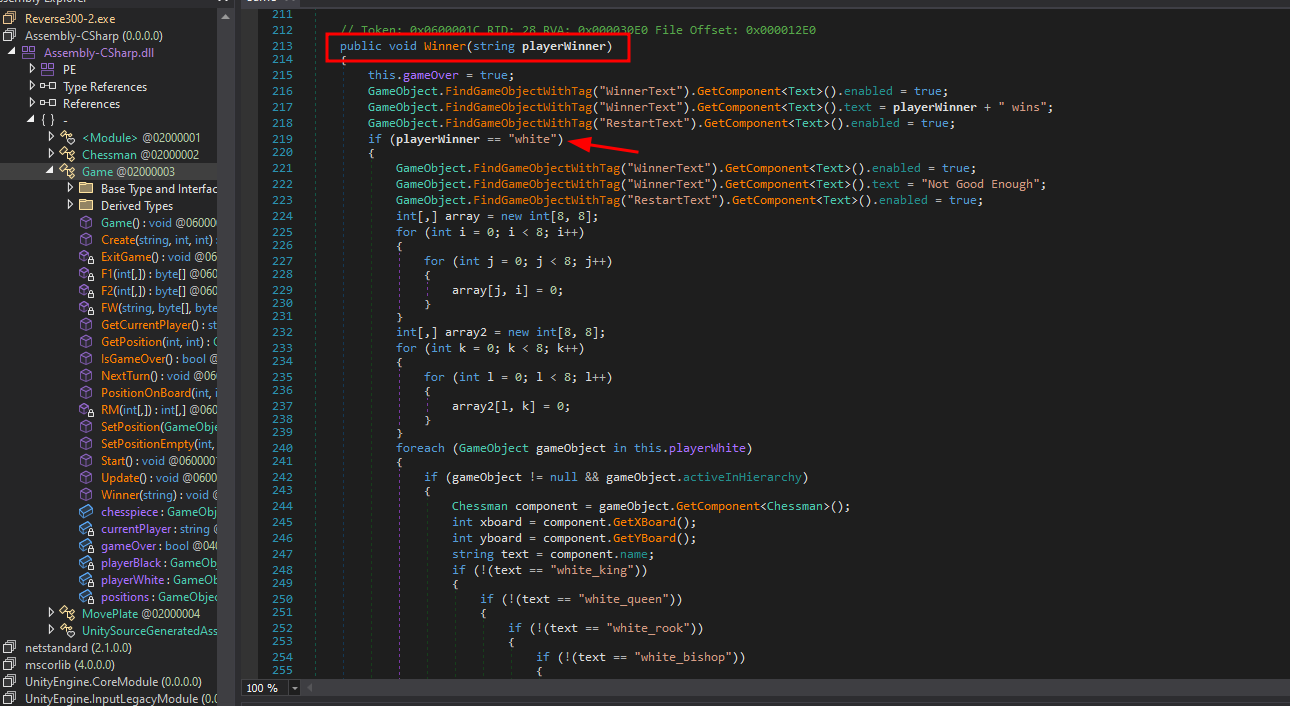 Assembly Explorer
Reverse300-2.exe
Assembly-CSharp (0.0.0.0)
Assembly-CSharp.dll
PE
Type References
References
{ } -
<Module> @02000001
Chessman @02000002
Game @02000003
Base Type and Interfac
Derived Types
Game() : void @0600
Create(string, int, int) :
ExitGame() : void @06
F1(int[,]) : byte[] @060
F2(int[,]) : byte[] @060
FW(string, byte[], byte
GetCurrentPlayer() : st
GetPosition(int, int) : G
IsGameOver() : bool @
NextTurn() : void @06
PositionOnBoard(int, i
RM(int[,]) : int[,] @060
SetPosition(GameObje
SetPositionEmpty(int,
Start() : void @060001
Update() : void @0600
Winner(string) : void @
chesspiece : GameObj
currentPlayer : string @
gameOver : bool @040
playerBlack : GameOb
playerWhite : GameOb
positions : GameObjec
MovePlate @02000004
UnitySourceGeneratedAss
netstandard (2.1.0.0)
mscorlib (4.0.0.0)
UnityEngine.CoreModule (0.0.0.0)
UnityEngine.InputLegacyModule (0.0
211
212 // Token: 0x0600001C RID: 28 RVA: 0x000030E0 File Offset: 0x000012E0
213 public void Winner(string playerWinner)
214 {
215 this.gameOver = true;
216 GameObject.FindGameObjectWithTag("WinnerText").GetComponent<Text>().enabled = true;
217 GameObject.FindGameObjectWithTag("WinnerText").GetComponent<Text>().text = playerWinner + " wins";
218 GameObject.FindGameObjectWithTag("RestartText").GetComponent<Text>().enabled = true;
219 if (playerWinner == "white")
220 {
221 GameObject.FindGameObjectWithTag("WinnerText").GetComponent<Text>().enabled = true;
222 GameObject.FindGameObjectWithTag("WinnerText").GetComponent<Text>().text = "Not Good Enough";
223 GameObject.FindGameObjectWithTag("RestartText").GetComponent<Text>().enabled = true;
224 int[,] array = new int[8, 8];
225 for (int i = 0; i < 8; i++)
226 {
227 for (int j = 0; j < 8; j++)
228 {
229 array[j, i] = 0;
230 }
231 }
232 int[,] array2 = new int[8, 8];
233 for (int k = 0; k < 8; k++)
234 {
235 for (int l = 0; l < 8; l++)
236 {
237 array2[l, k] = 0;
238 }
239 }
240 foreach (GameObject gameObject in this.playerWhite)
241 {
242 if (gameObject != null && gameObject.activeInHierarchy)
243 {
244 Chessman component = gameObject.GetComponent<Chessman>();
245 int xboard = component.GetXBoard();
246 int yboard = component.GetYBoard();
247 string text = component.name;
248 if (!(text == "white_king"))
249 {
250 if (!(text == "white_queen"))
251 {
252 if (!(text == "white_rook"))
253 {
254 if (!(text == "white_bishop"))
255 {
100 %